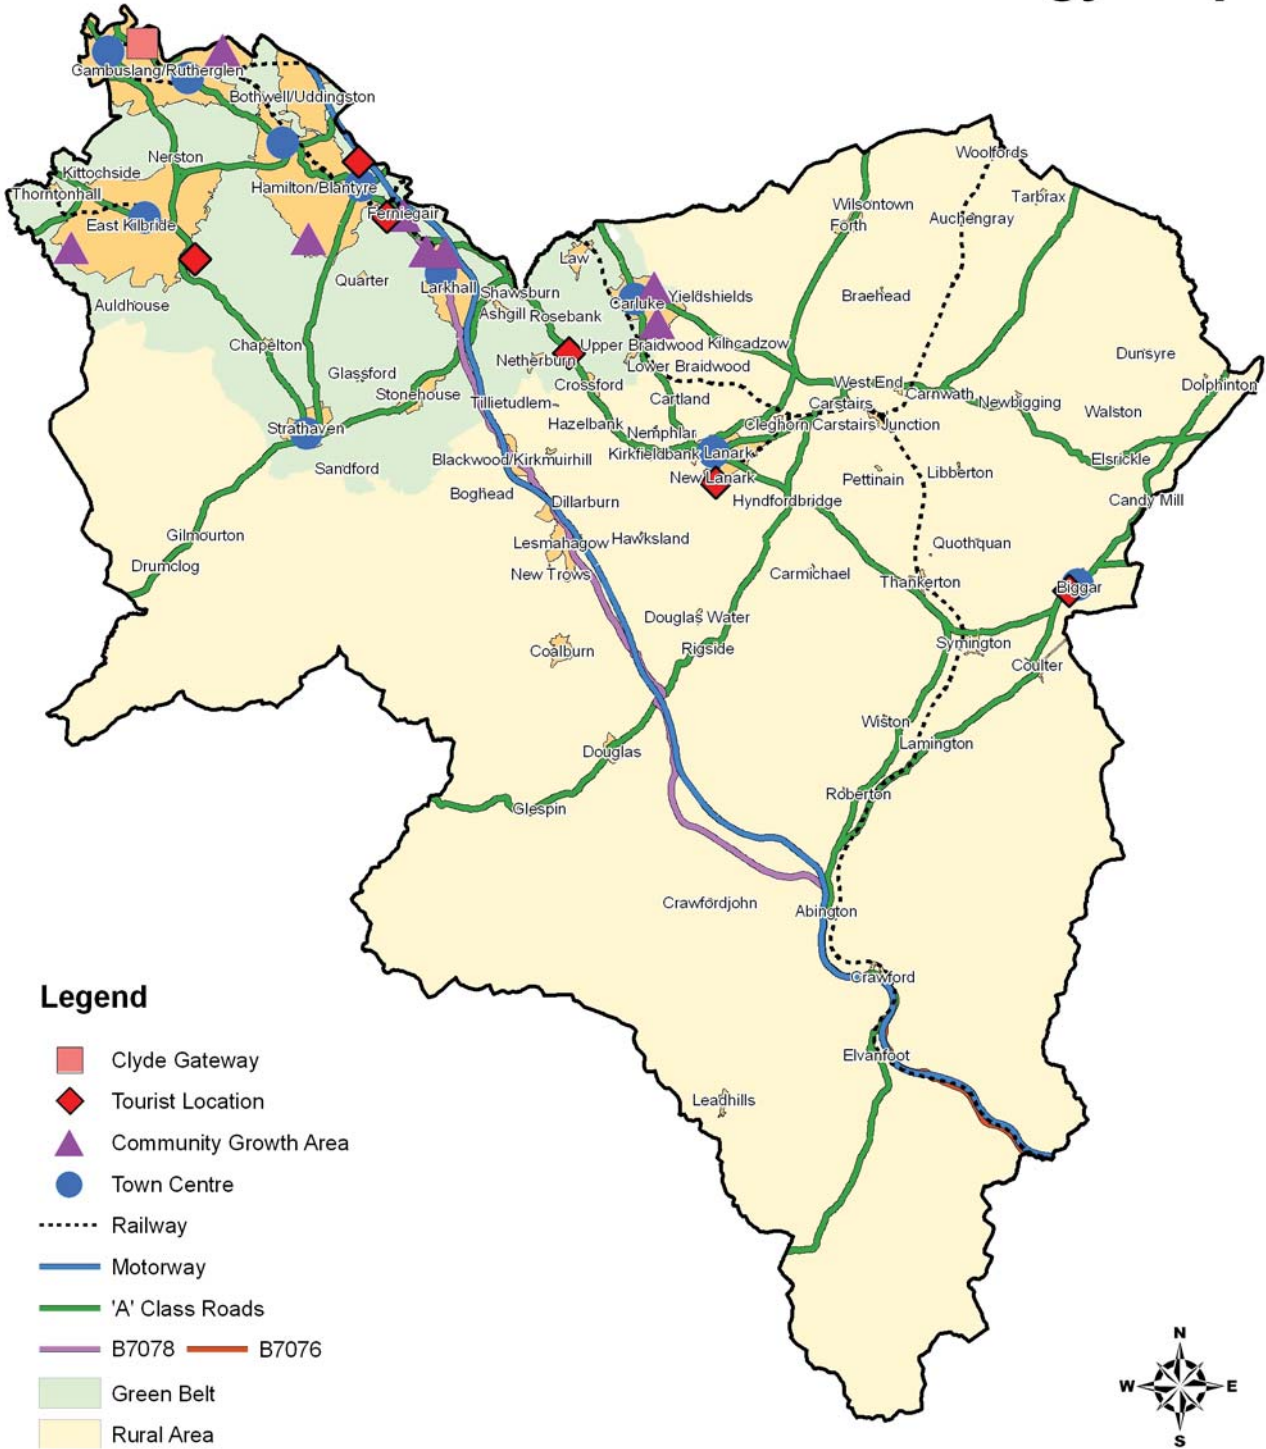 Cambuslang/Rutherglen
Bothwell/Uddingston
Nerston
Kittochside
Thorntonhall
Hamilton/Blantyre
East Kilbride
Ferniegair
Quarter
Larkhall
Auldhouse
Shawsburn
Ashgill
Rosebank
Law
Carluke
Yieldshields
Woolfords
Tarbrax
Wilsontown
Forth
Auchengray
Braehead
Chapelton
Glassford
Stonehouse
Netherburn
Upper Braidwood
Kilncadzow
Lower Braidwood
Crossford
Tillietudlem
Cartland
West End
Carnwath
Carstairs
Newbigging
Dunsyre
Dolphinton
Walston
Strathaven
Hazelbank
Nemphlar
Cleghorn
Carstairs Junction
Kirkfieldbank
Lanark
Sandford
Blackwood/Kirkmuirhill
New Lanark
Pettinain
Libberton
Elsrickle
Boghead
Dillarburn
Hyndfordbridge
Candy Mill
Gilmourton
Lesmahagow
Hawksland
Quothquan
Drumclog
New Trows
Carmichael
Thankerton
Biggar
Douglas Water
Coalburn
Rigside
Symington
Coulter
Wiston
Lamington
Douglas
Roberton
Glespin
Crawfordjohn
Abington
Crawford
Elvanfoot
Leadhills
Legend
Clyde Gateway
Tourist Location
Community Growth Area
Town Centre
Railway
Motorway
'A' Class Roads
B7078 B7076
Green Belt
Rural Area
N
W E
S